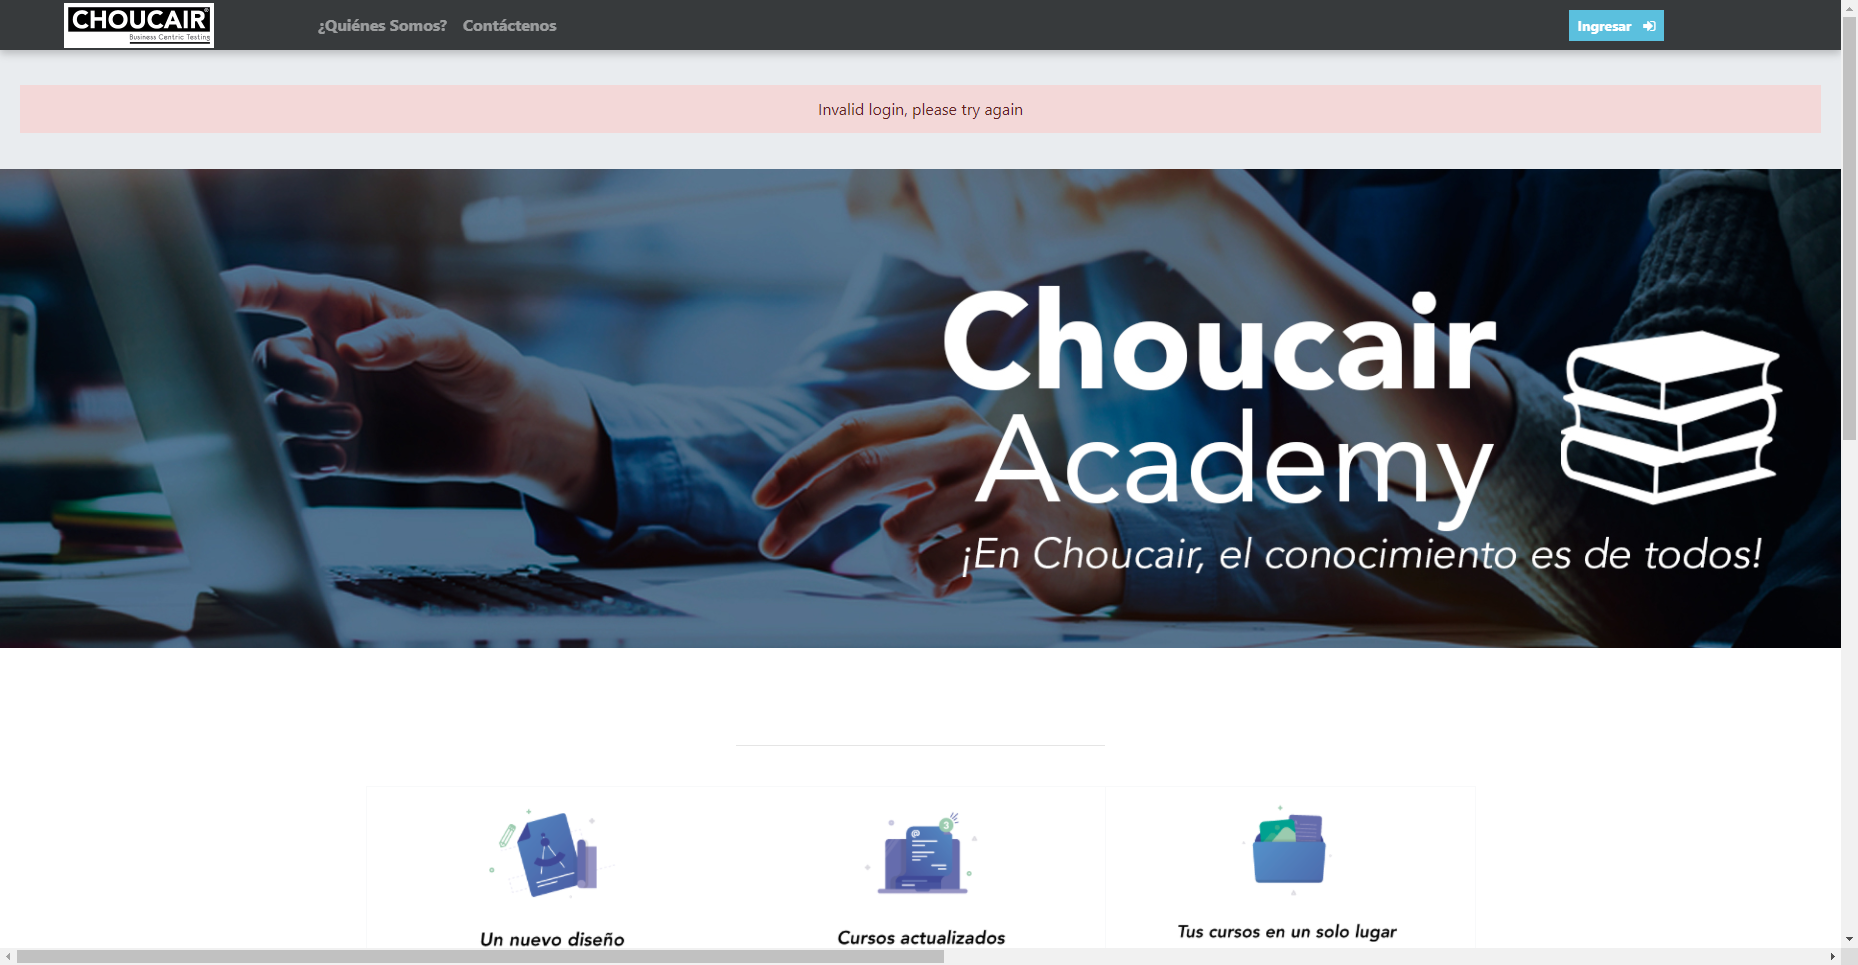 CHOUCAIR®
Business Centric Testing
¿Quiénes Somos?
Contáctenos
Ingresar
Invalid login, please try again
Choucair
Academy
¡En Choucair, el conocimiento es de todos!
3
@
Un nuevo diseño
Cursos actualizados
Tus cursos en un solo lugar